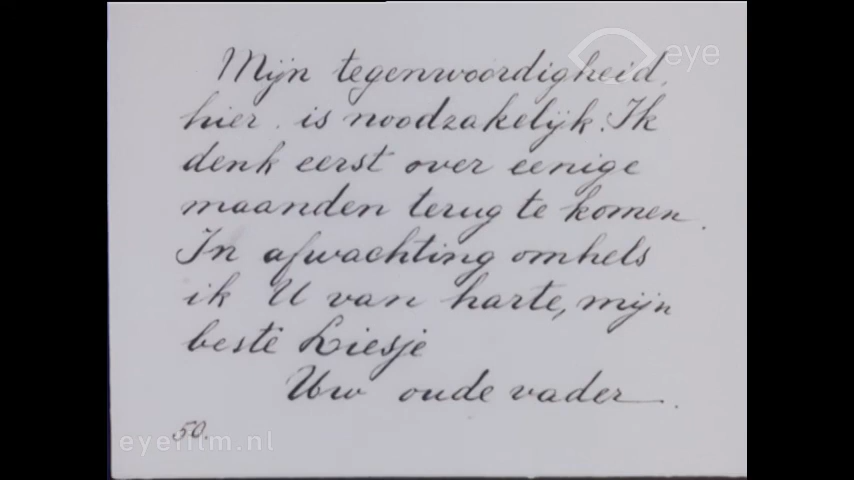 eye
Mijn tegenwoordigheid
hier is noodzakelijk. Ik
denk eerst over eenige
maanden terug te komen.
In afwachting omhels
ik U van harte, mijn
beste Liesje
Uw oude vader.
50.
eyefilm.nl